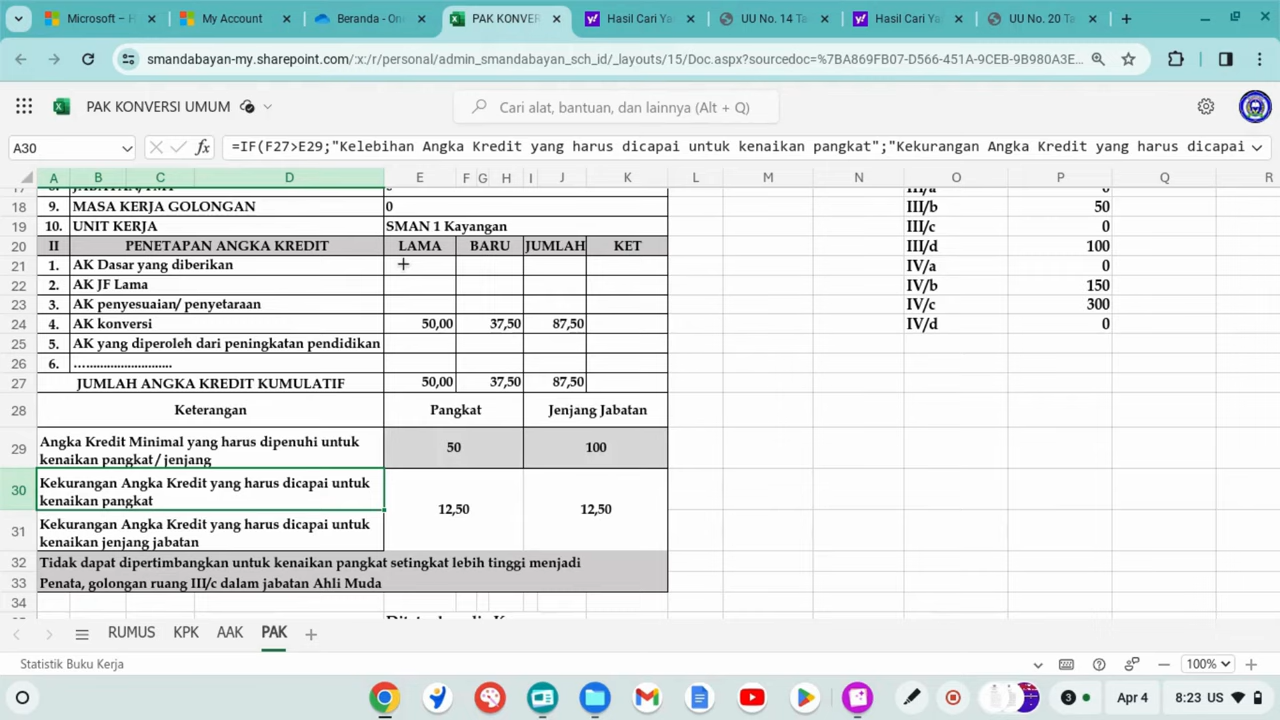 Microsoft –
My Account
Beranda - On
PAK KONVER
Hasil Cari Ya
UU No. 14 Ta
Hasil Cari Ya
UU No. 20 Ta
smandabayan-my.sharepoint.com/:x:/r/personal/admin_smandabayan_sch_id/_layouts/15/Doc.aspx?sourcedoc=%7BA869FB07-D566-451A-9CEB-9B980A3E...
PAK KONVERSI UMUM
Cari alat, bantuan, dan lainnya (Alt + Q)
A30
fx
=IF(F27>E29;"Kelebihan Angka Kredit yang harus dicapai untuk kenaikan pangkat";"Kekurangan Angka Kredit yang harus dicapai
A B C D E F G H I J K L M N O P Q R
III/a 0
18 9. MASA KERJA GOLONGAN 0 III/b 50
19 10. UNIT KERJA SMAN 1 Kayangan III/c 0
20 II PENETAPAN ANGKA KREDIT LAMA BARU JUMLAH KET III/d 100
21 1. AK Dasar yang diberikan IV/a 0
22 2. AK JF Lama IV/b 150
23 3. AK penyesuaian/ penyetaraan IV/c 300
24 4. AK konversi 50,00 37,50 87,50 IV/d 0
25 5. AK yang diperoleh dari peningkatan pendidikan
26 6. ............................
27 JUMLAH ANGKA KREDIT KUMULATIF 50,00 37,50 87,50
28 Keterangan Pangkat Jenjang Jabatan
29 Angka Kredit Minimal yang harus dipenuhi untuk
kenaikan pangkat / jenjang 50 100
30 Kekurangan Angka Kredit yang harus dicapai untuk
kenaikan pangkat
12,50 12,50
31 Kekurangan Angka Kredit yang harus dicapai untuk
kenaikan jenjang jabatan
32 Tidak dapat dipertimbangkan untuk kenaikan pangkat setingkat lebih tinggi menjadi
33 Penata, golongan ruang III/c dalam jabatan Ahli Muda
34
RUMUS KPK AAK PAK
Statistik Buku Kerja
100%
3
Apr 4
8:23 US